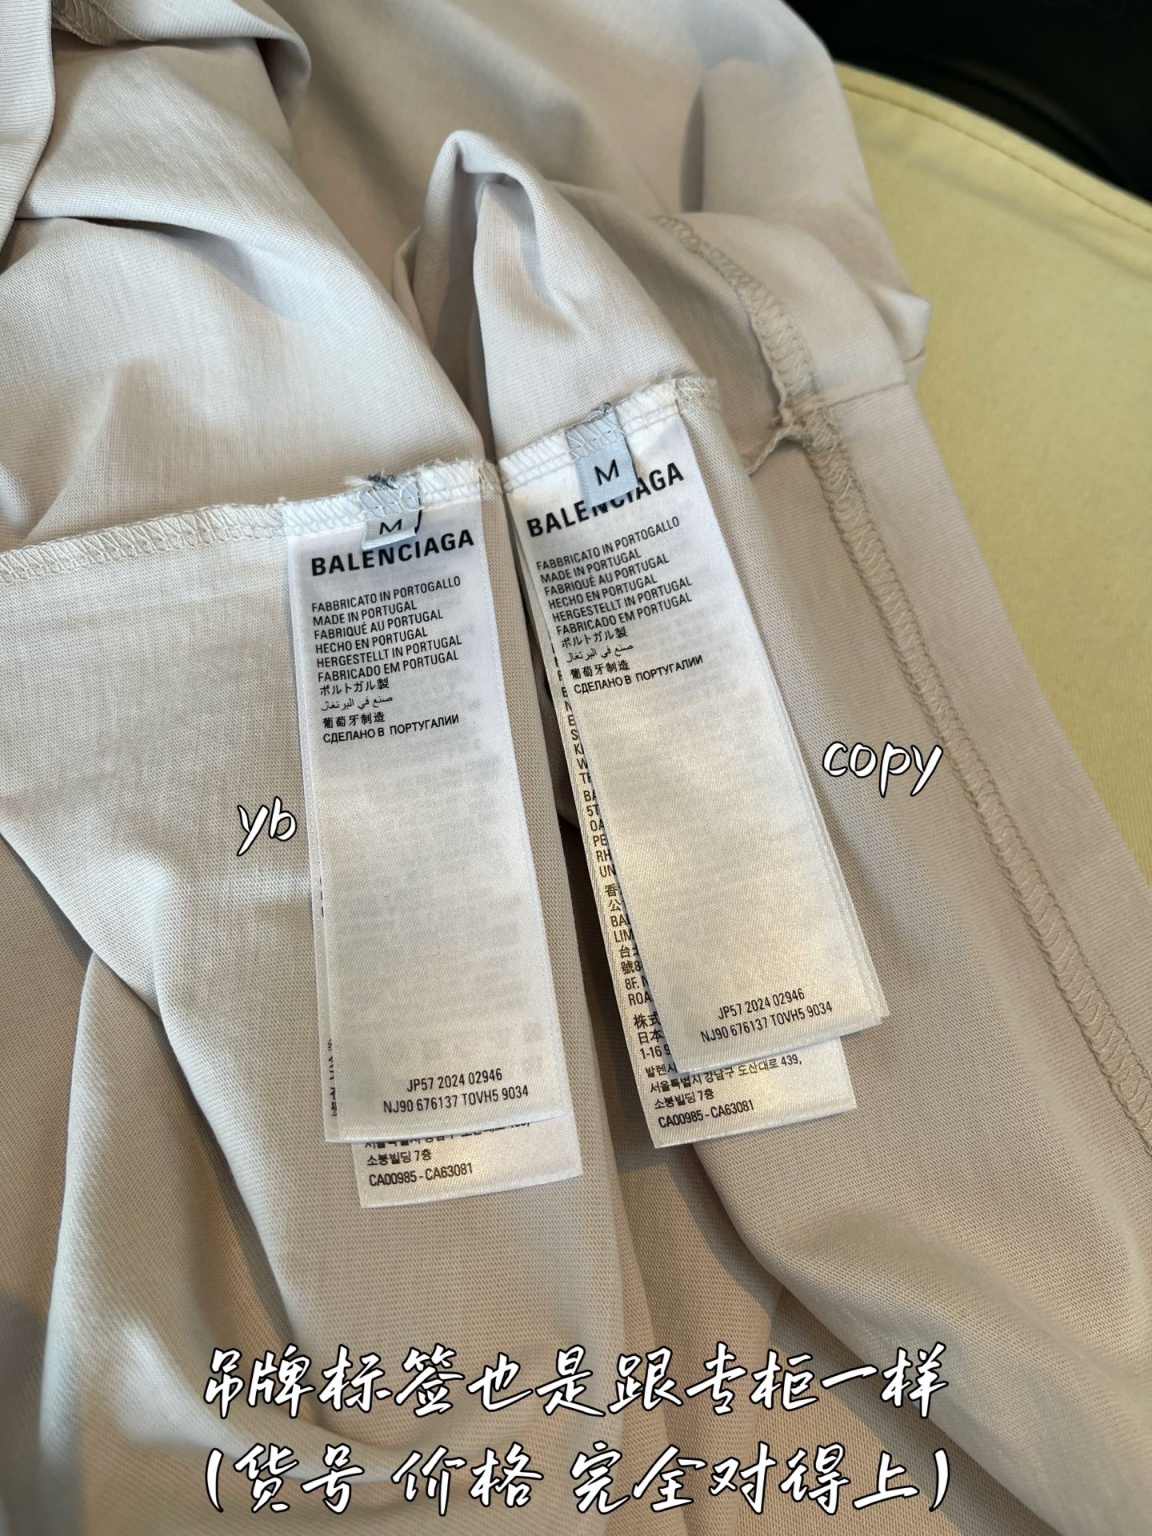 M
BALENCIAGA
FABBRICATO IN PORTOGALLO
MADE IN PORTUGAL
FABRIQUÉ AU PORTUGAL
HECHO EN PORTUGAL
HERGESTELLT IN PORTUGAL
FABRICADO EM PORTUGAL
ポルトガル製
صنع في البرتغال
葡萄牙制造
СДЕЛАНО В ПОРТУГАЛИИ
JP57 2024 02946
NJ90 676137 TOVH5 9034
소봉빌딩 7층
CA00985 - CA63081
yb
M
BALENCIAGA
FABBRICATO IN PORTOGALLO
MADE IN PORTUGAL
FABRIQUÉ AU PORTUGAL
HECHO EN PORTUGAL
HERGESTELLT IN PORTUGAL
FABRICADO EM PORTUGAL
ポルトガル製
صنع في البرتغال
葡萄牙制造
СДЕЛАНО В ПОРТУГАЛИИ
JP57 2024 02946
NJ90 676137 TOVH5 9034
서울특별시 강남구 도산대로 439,
소봉빌딩 7층
CA00985 - CA63081
copy
吊牌标签也是跟专柜一样
(货号 价格 完全对得上)